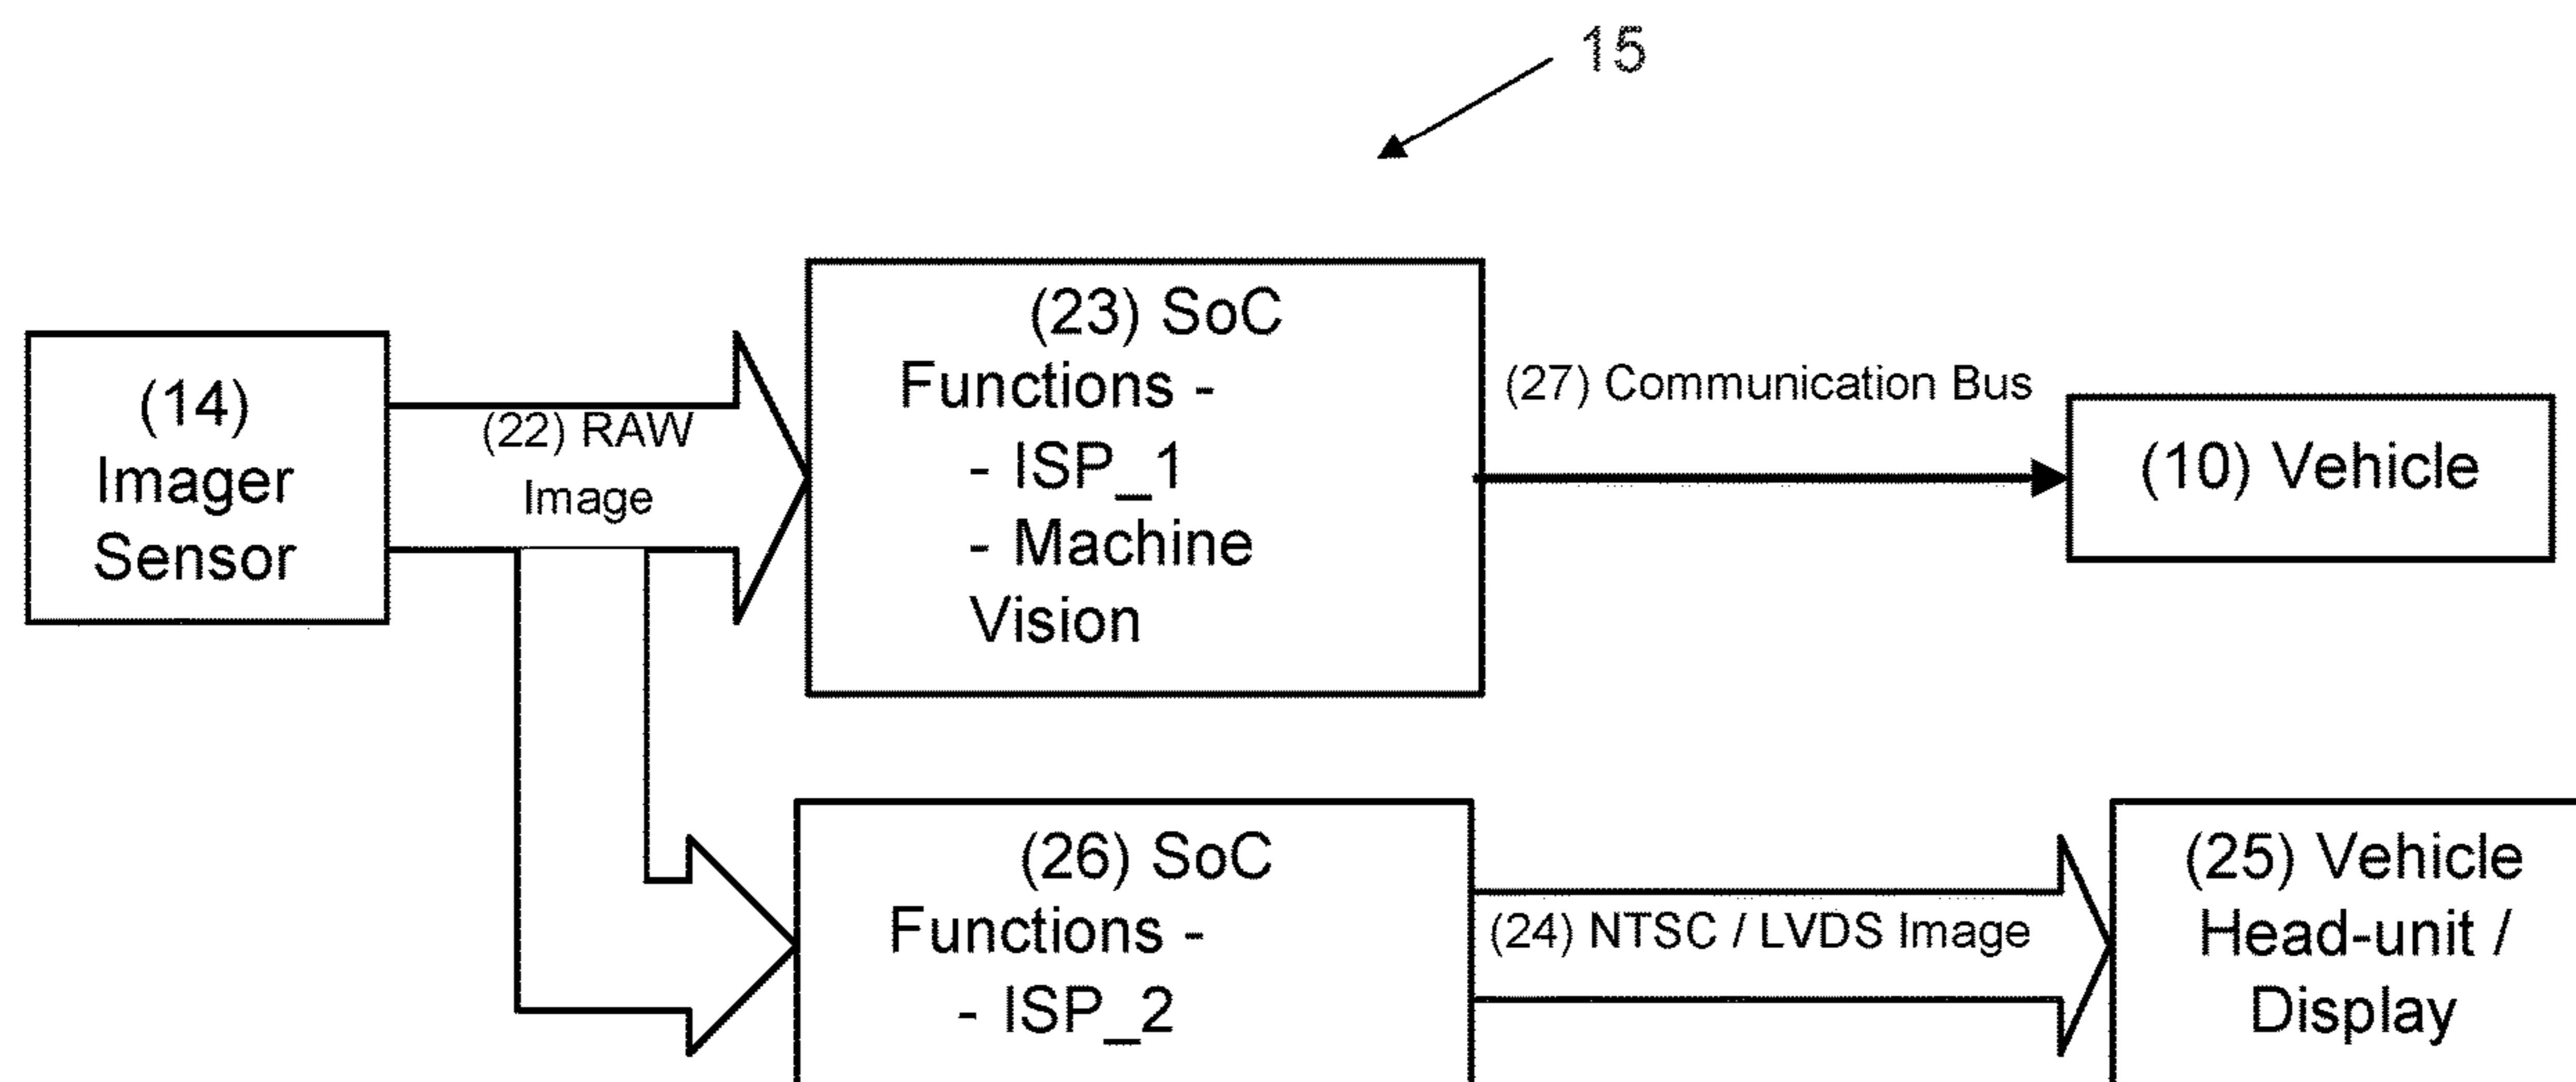 15
(14)
Imager
Sensor
(22) RAW
Image
(23) SoC
Functions -
- ISP_1
- Machine
Vision
(27) Communication Bus
(10) Vehicle
(26) SoC
Functions -
- ISP_2
(24) NTSC / LVDS Image
(25) Vehicle
Head-unit /
Display